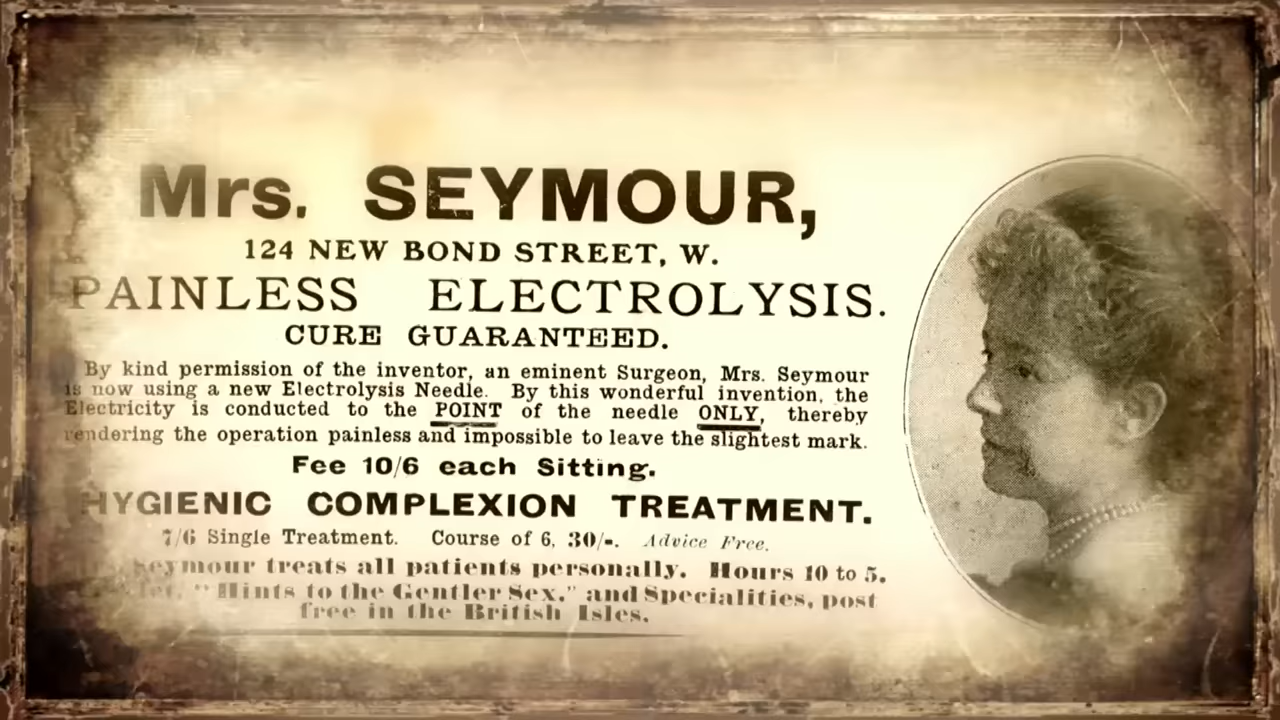 Mrs. SEYMOUR,
124 NEW BOND STREET, W.
PAINLESS ELECTROLYSIS.
CURE GUARANTEED.
By kind permission of the inventor, an eminent Surgeon, Mrs. Seymour
is now using a new Electrolysis Needle. By this wonderful invention, the
Electricity is conducted to the POINT of the needle ONLY, thereby
rendering the operation painless and impossible to leave the slightest mark.
Fee 10/6 each Sitting.
HYGIENIC COMPLEXION TREATMENT.
7/6 Single Treatment. Course of 6, 30/-. Advice Free.
Seymour treats all patients personally. Hours 10 to 5.
"Hints to the Gentler Sex," and Specialities, post
free in the British Isles.